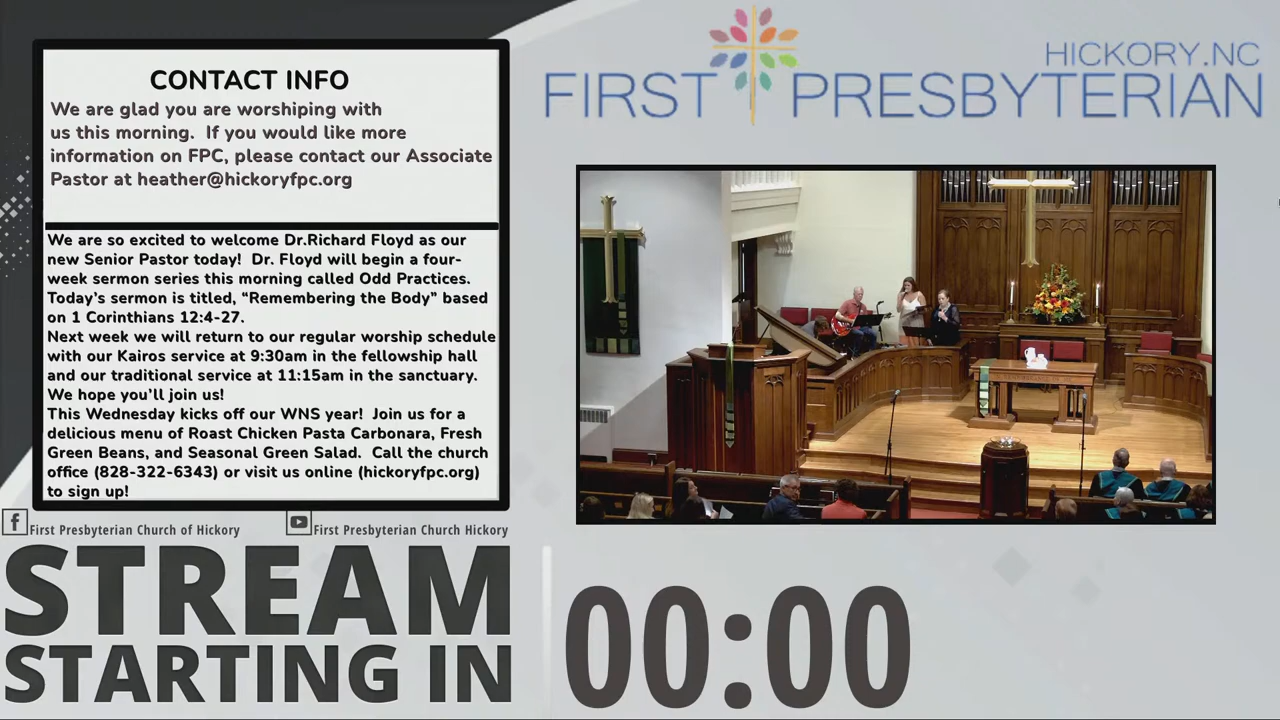 CONTACT INFO
We are glad you are worshiping with
us this morning.  If you would like more
information on FPC, please contact our Associate
Pastor at heather@hickoryfpc.org
We are so excited to welcome Dr.Richard Floyd as our
new Senior Pastor today!  Dr. Floyd will begin a four-
week sermon series this morning called Odd Practices.
Today's sermon is titled, “Remembering the Body” based
on 1 Corinthians 12:4-27.
Next week we will return to our regular worship schedule
with our Kairos service at 9:30am in the fellowship hall
and our traditional service at 11:15am in the sanctuary.
We hope you'll join us!
This Wednesday kicks off our WNS year!  Join us for a
delicious menu of Roast Chicken Pasta Carbonara, Fresh
Green Beans, and Seasonal Green Salad.  Call the church
office (828-322-6343) or visit us online (hickoryfpc.org)
to sign up!
First Presbyterian Church of Hickory
First Presbyterian Church Hickory
STREAM
STARTING IN
HICKORY.NC
FIRST PRESBYTERIAN
00:00